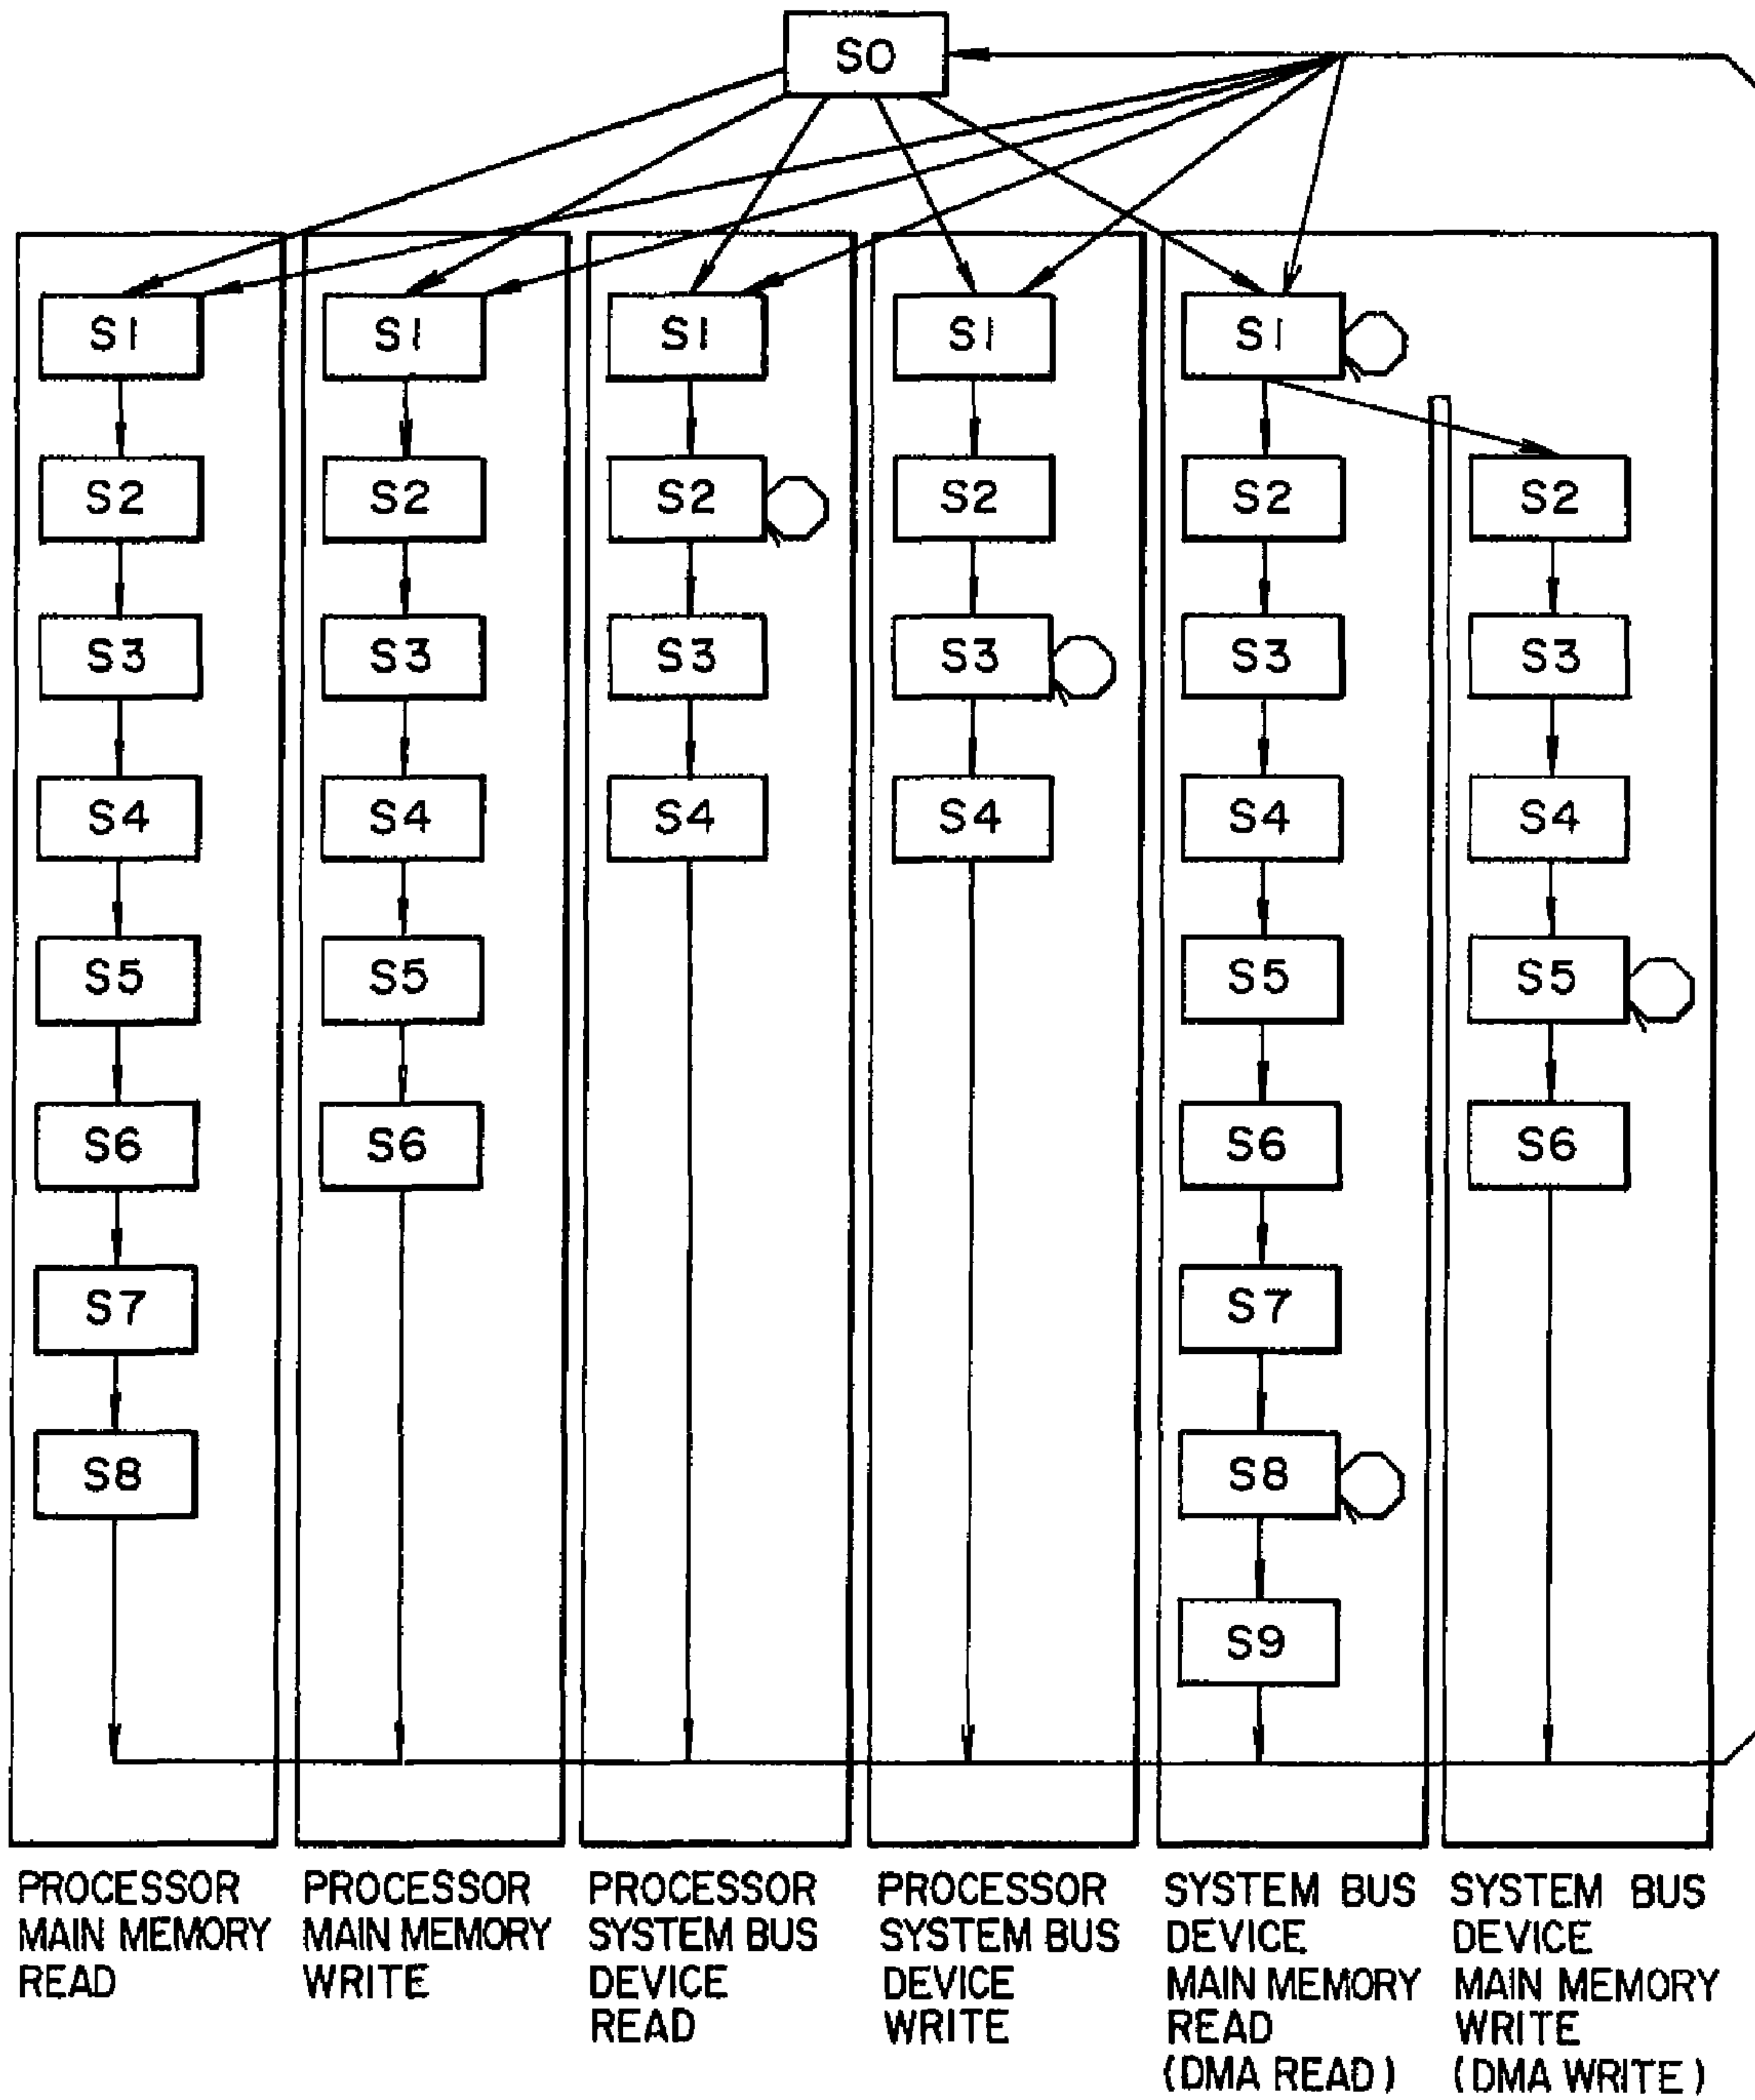 S0
S1 S1 S1 S1 S1
S2 S2 S2 S2 S2 S2
S3 S3 S3 S3 S3 S3
S4 S4 S4 S4 S4 S4
S5 S5 S5 S5
S6 S6 S6 S6
S7 S7
S8 S8
S9
PROCESSOR
MAIN MEMORY
READ
PROCESSOR
MAIN MEMORY
WRITE
PROCESSOR
SYSTEM BUS
DEVICE
READ
PROCESSOR
SYSTEM BUS
DEVICE
WRITE
SYSTEM BUS
DEVICE
MAIN MEMORY
READ
(DMA READ)
SYSTEM BUS
DEVICE
MAIN MEMORY
WRITE
(DMA WRITE)